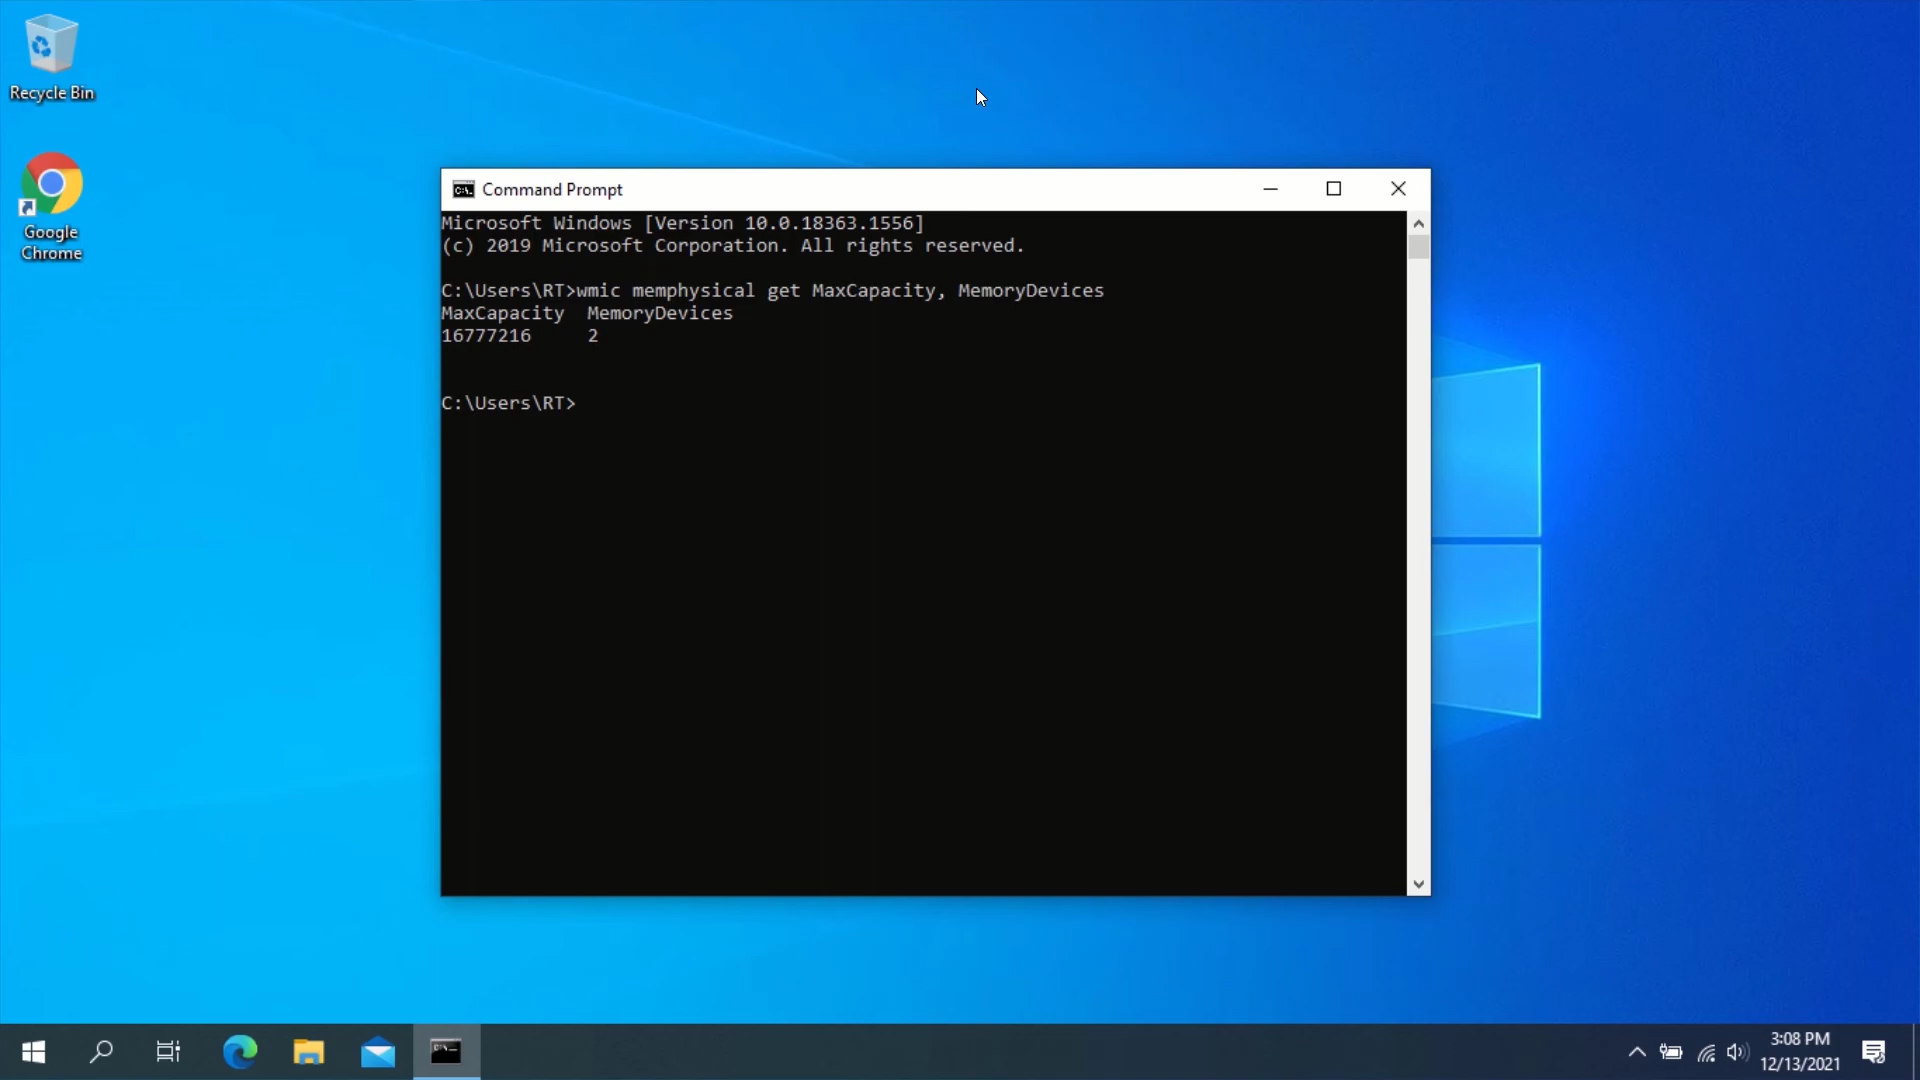 Recycle Bin
Google
Chrome
Command Prompt
Microsoft Windows [Version 10.0.18363.1556]
(c) 2019 Microsoft Corporation. All rights reserved.
C:\Users\RT>wmic memphysical get MaxCapacity, MemoryDevices
MaxCapacity  MemoryDevices
16777216     2
C:\Users\RT>
3:08 PM
12/13/2021